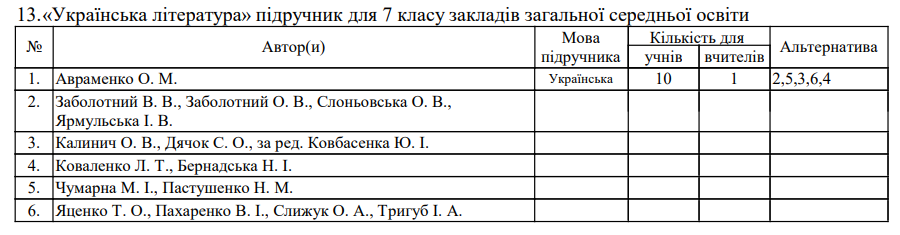 13.«Українська література» підручник для 7 класу закладів загальної середньої освіти
№ Автор(и) Мова підручника Кількість для учнів вчителів Альтернатива
1. Авраменко О. М. Українська 10 1 2,5,3,6,4
2. Заболотний В. В., Заболотний О. В., Слоньовська О. В.,
Ярмульська І. В.
3. Калинич О. В., Дячок С. О., за ред. Ковбасенка Ю. І.
4. Коваленко Л. Т., Бернадська Н. І.
5. Чумарна М. І., Пастушенко Н. М.
6. Яценко Т. О., Пахаренко В. І., Слижук О. А., Тригуб І. А.